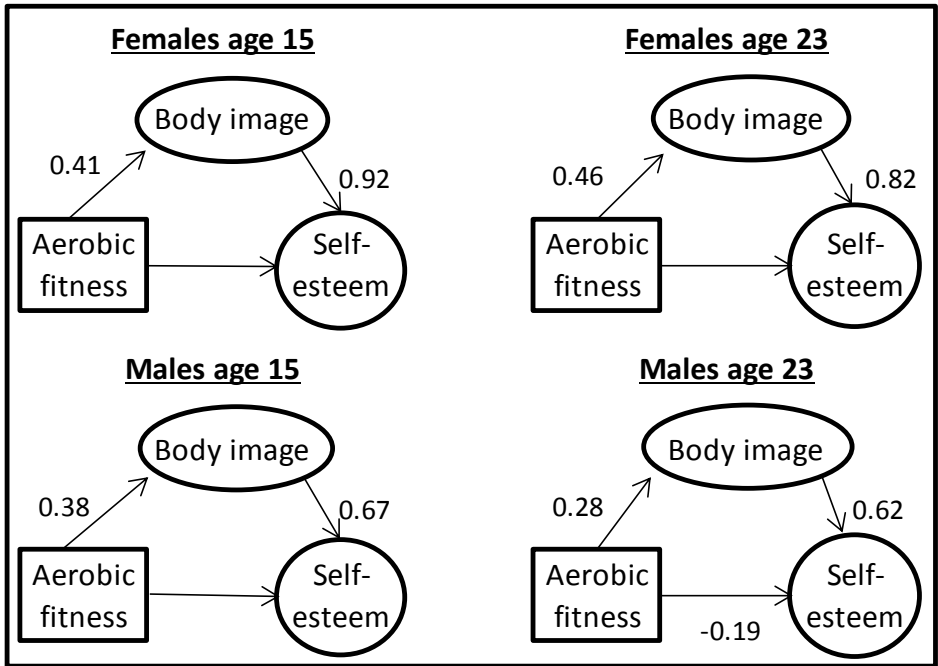 Females age 15
Body image
0.41
0.92
Aerobic
fitness
Self-
esteem
Females age 23
Body image
0.46
0.82
Aerobic
fitness
Self-
esteem
Males age 15
Body image
0.38
0.67
Aerobic
fitness
Self-
esteem
Males age 23
Body image
0.28
0.62
Aerobic
fitness
Self-
esteem
-0.19